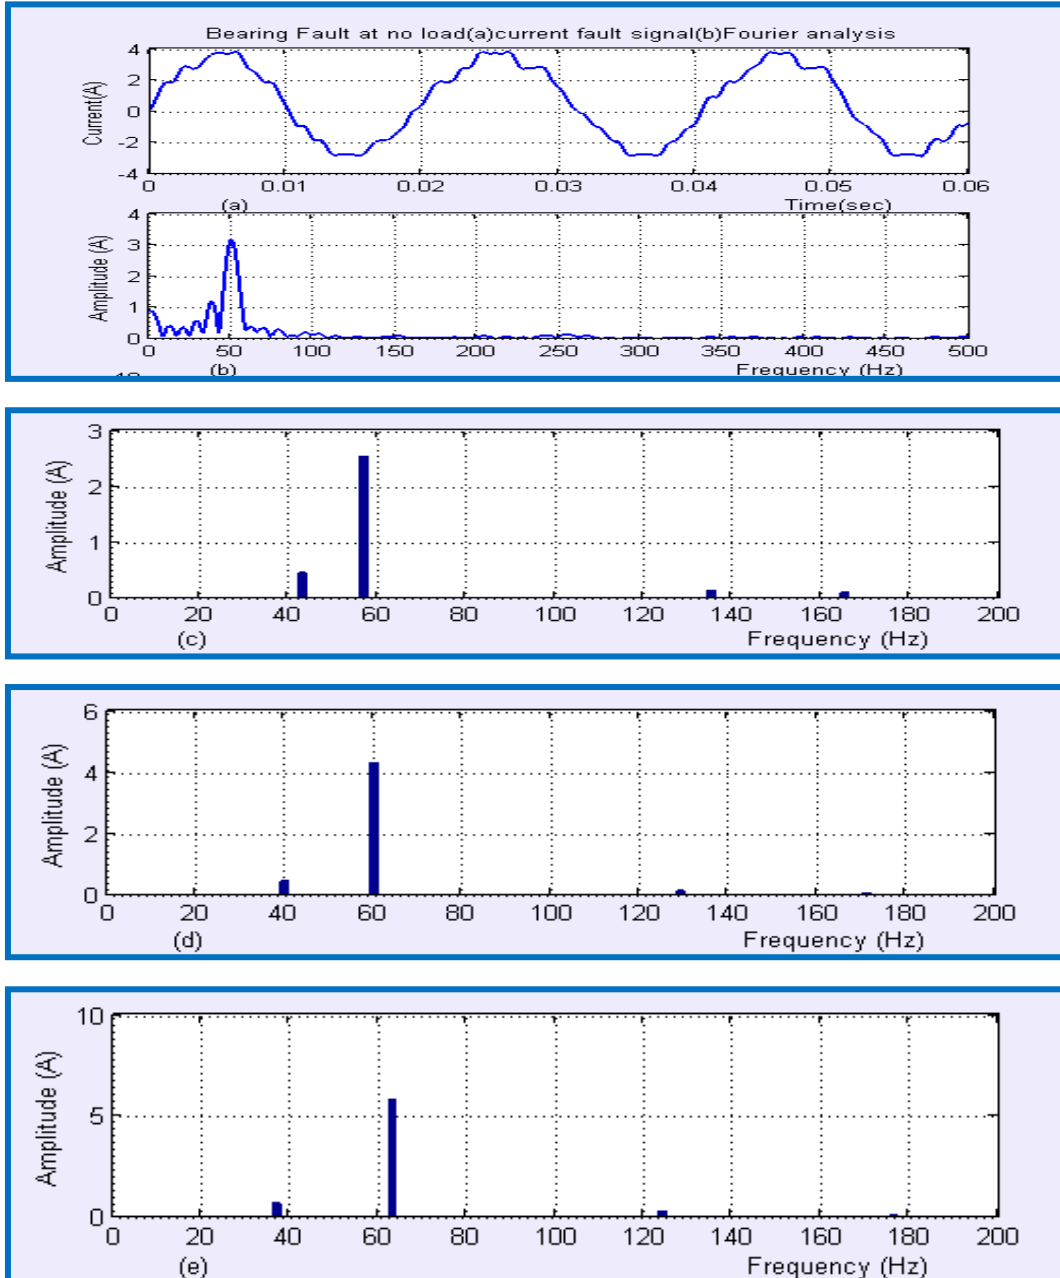 Bearing Fault at no load(a)current fault signal(b)Fourier analysis
4
2
0
-2
-4
Current(A)
0 0.01 0.02 0.03 0.04 0.05 0.06
(a) Time(sec)
4
3
2
1
0
Amplitude (A)
0 50 100 150 200 250 300 350 400 450 500
(b) Frequency (Hz)
3
2
1
0
Amplitude (A)
0 20 40 60 80 100 120 140 160 180 200
(c) Frequency (Hz)
6
4
2
0
Amplitude (A)
0 20 40 60 80 100 120 140 160 180 200
(d) Frequency (Hz)
10
5
0
Amplitude (A)
0 20 40 60 80 100 120 140 160 180 200
(e) Frequency (Hz)